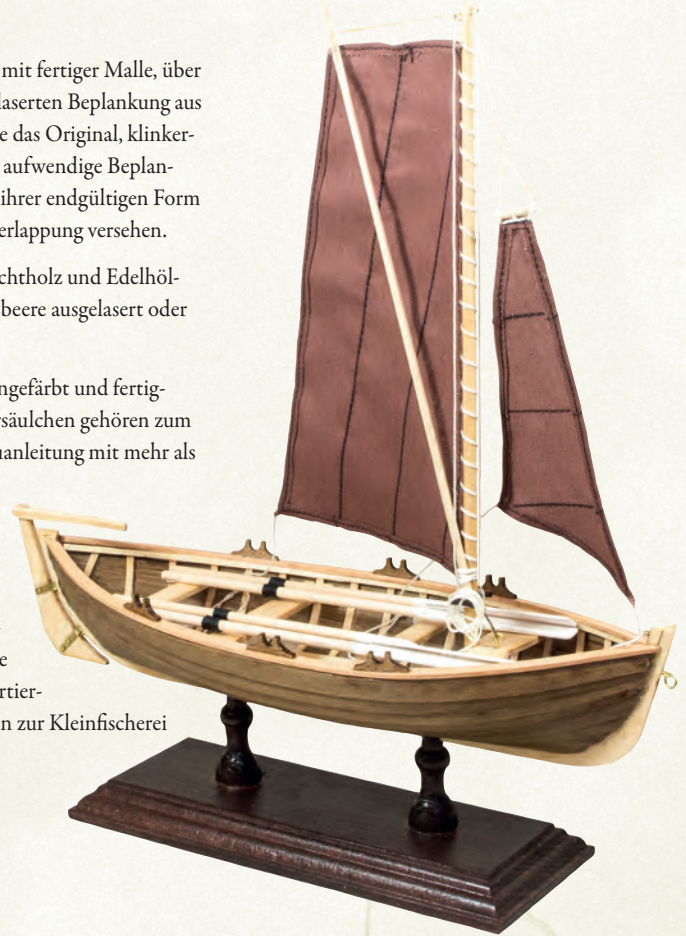 mit fertiger Malle, über
laserten Beplankung aus
e das Original, klinker-
aufwendige Beplan-
ihrer endgültigen Form
erlappung versehen.
chtholz und Edelhöl-
beere ausgelasert oder
ngefärbt und fertig-
säulchen gehören zum
anleitung mit mehr als
e
rtier-
n zur Kleinfischerei